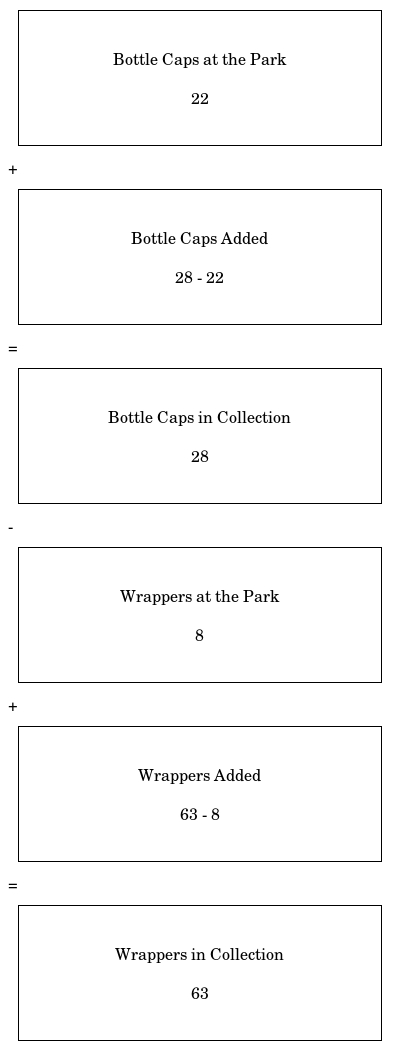 Bottle Caps at the Park
22
+
Bottle Caps Added
28 - 22
=
Bottle Caps in Collection
28
-
Wrappers at the Park
8
+
Wrappers Added
63 - 8
=
Wrappers in Collection
63